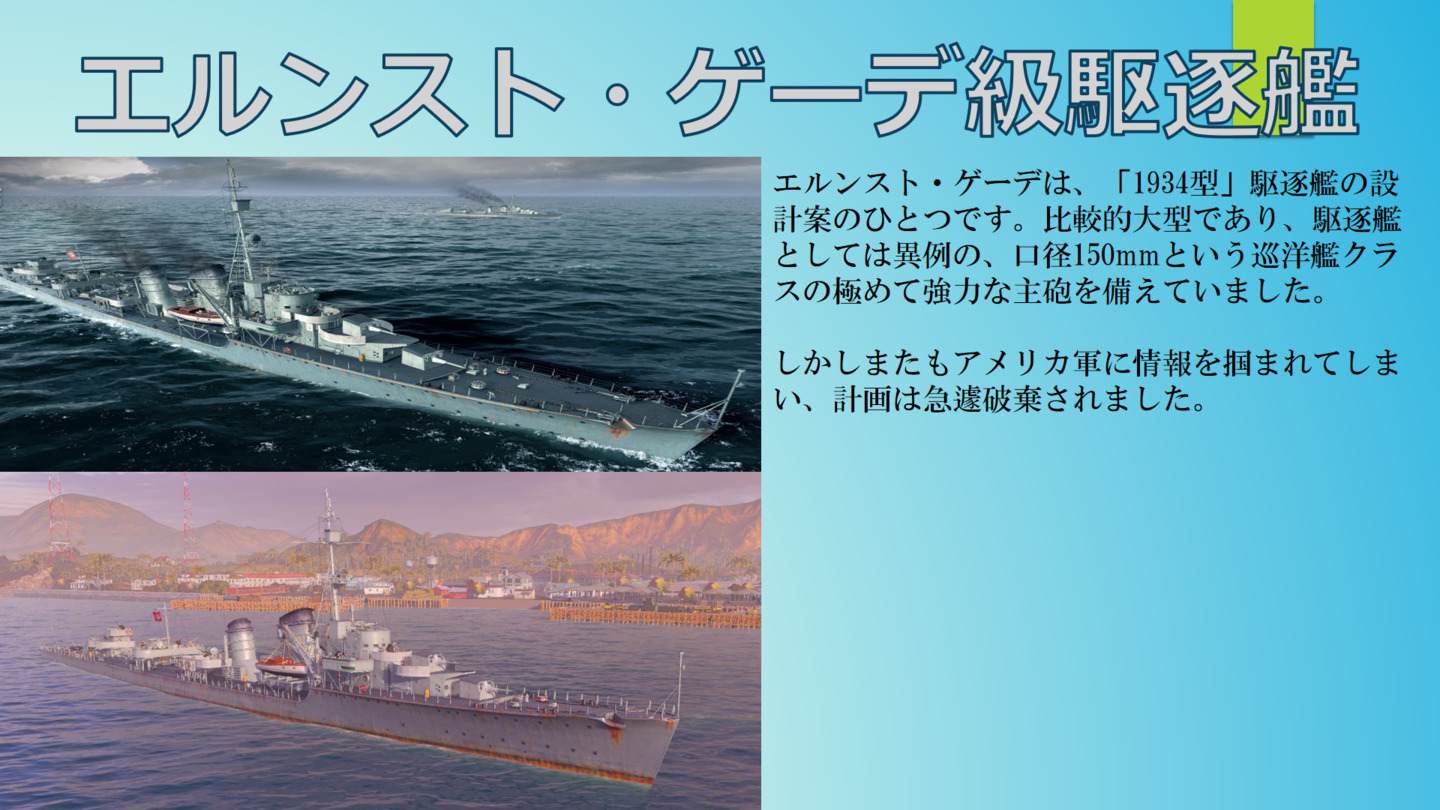 エルンスト・ゲーデ級駆逐艦
エルンスト・ゲーデは、「1934型」駆逐艦の設
計案のひとつです。比較的大型であり、駆逐艦
としては異例の、口径150mmという巡洋艦クラ
スの極めて強力な主砲を備えていました。
しかしまたもアメリカ軍に情報を掴まれてしま
い、計画は急遽破棄されました。